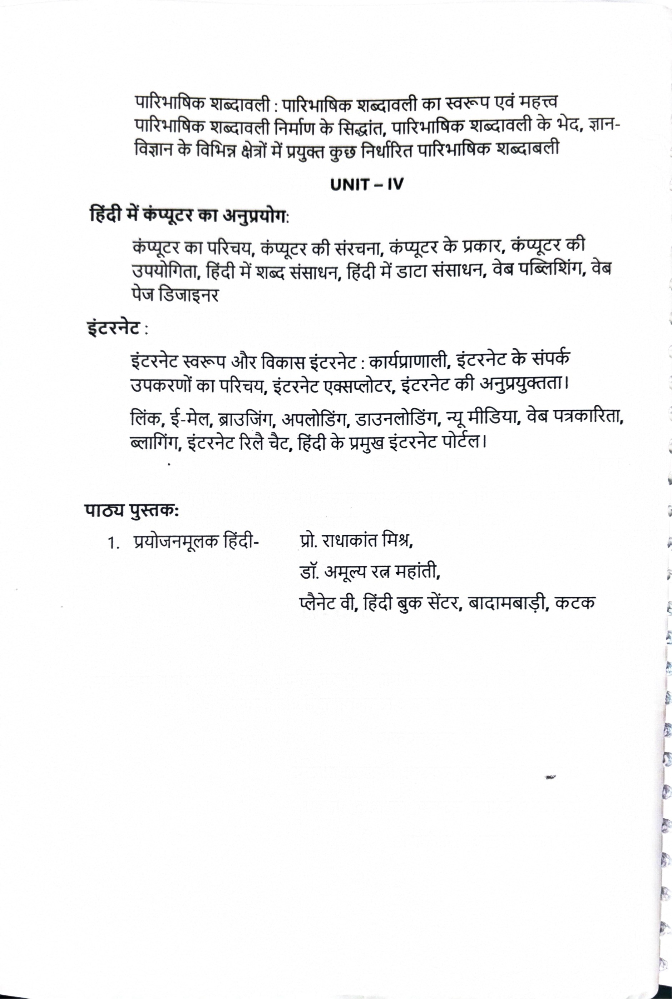 पारिभाषिक शब्दावली : पारिभाषिक शब्दावली का स्वरूप एवं महत्त्व
पारिभाषिक शब्दावली निर्माण के सिद्धांत, पारिभाषिक शब्दावली के भेद, ज्ञान-
विज्ञान के विभिन्न क्षेत्रों में प्रयुक्त कुछ निर्धारित पारिभाषिक शब्दाबली
UNIT – IV
हिंदी में कंप्यूटर का अनुप्रयोग:
कंप्यूटर का परिचय, कंप्यूटर की संरचना, कंप्यूटर के प्रकार, कंप्यूटर की
उपयोगिता, हिंदी में शब्द संसाधन, हिंदी में डाटा संसाधन, वेब पब्लिशिंग, वेब
पेज डिजाइनर
इंटरनेट :
इंटरनेट स्वरूप और विकास इंटरनेट : कार्यप्राणाली, इंटरनेट के संपर्क
उपकरणों का परिचय, इंटरनेट एक्सप्लोटर, इंटरनेट की अनुप्रयुक्तता।
लिंक, ई-मेल, ब्राउजिंग, अपलोडिंग, डाउनलोडिंग, न्यू मीडिया, वेब पत्रकारिता,
ब्लागिंग, इंटरनेट रिलै चैट, हिंदी के प्रमुख इंटरनेट पोर्टल।
पाठ्य पुस्तक:
1. प्रयोजनमूलक हिंदी- प्रो. राधाकांत मिश्र,
डॉ. अमूल्य रत्न महांती,
प्लैनेट वी, हिंदी बुक सेंटर, बादामबाड़ी, कटक